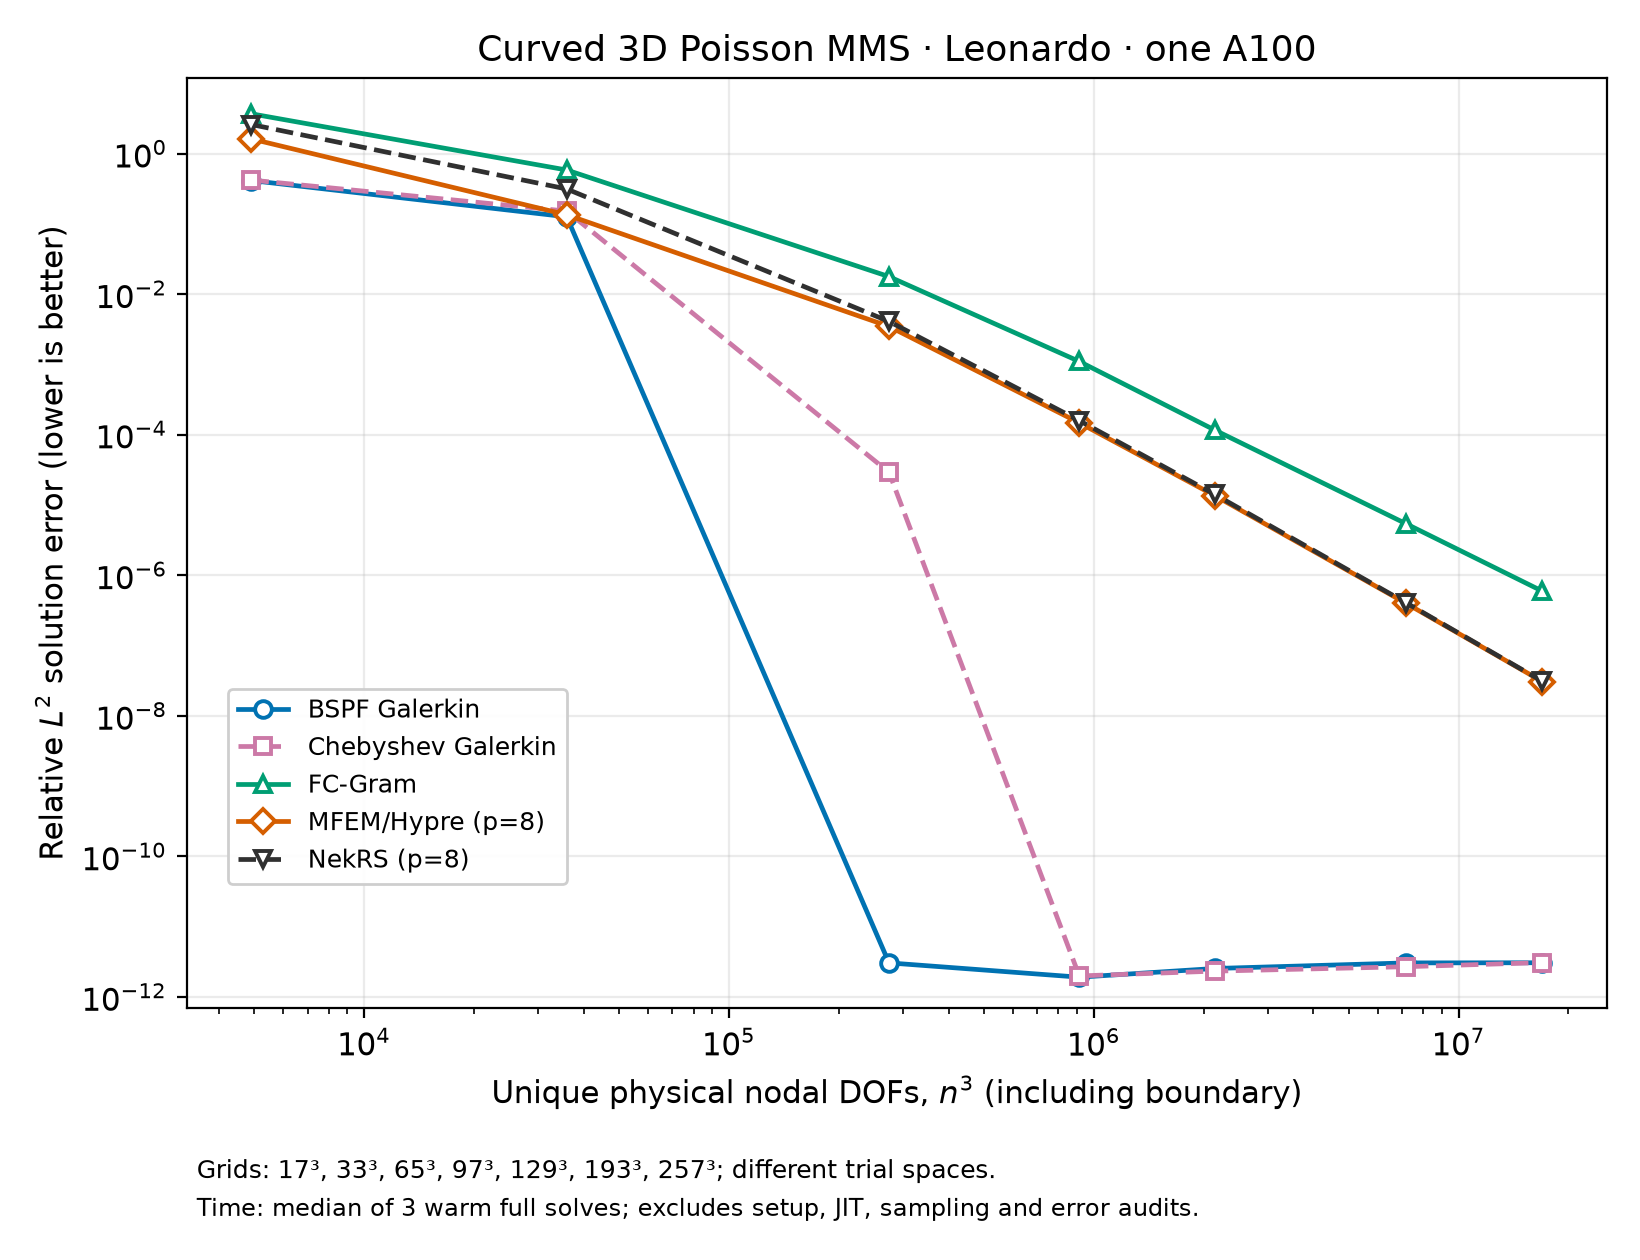 Curved 3D Poisson MMS · Leonardo · one A100
Relative L² solution error (lower is better)
10⁰
10⁻²
10⁻⁴
10⁻⁶
10⁻⁸
10⁻¹⁰
10⁻¹²
BSPF Galerkin
Chebyshev Galerkin
FC-Gram
MFEM/Hypre (p=8)
NekRS (p=8)
10⁴ 10⁵ 10⁶ 10⁷
Unique physical nodal DOFs, n³ (including boundary)
Grids: 17³, 33³, 65³, 97³, 129³, 193³, 257³; different trial spaces.
Time: median of 3 warm full solves; excludes setup, JIT, sampling and error audits.